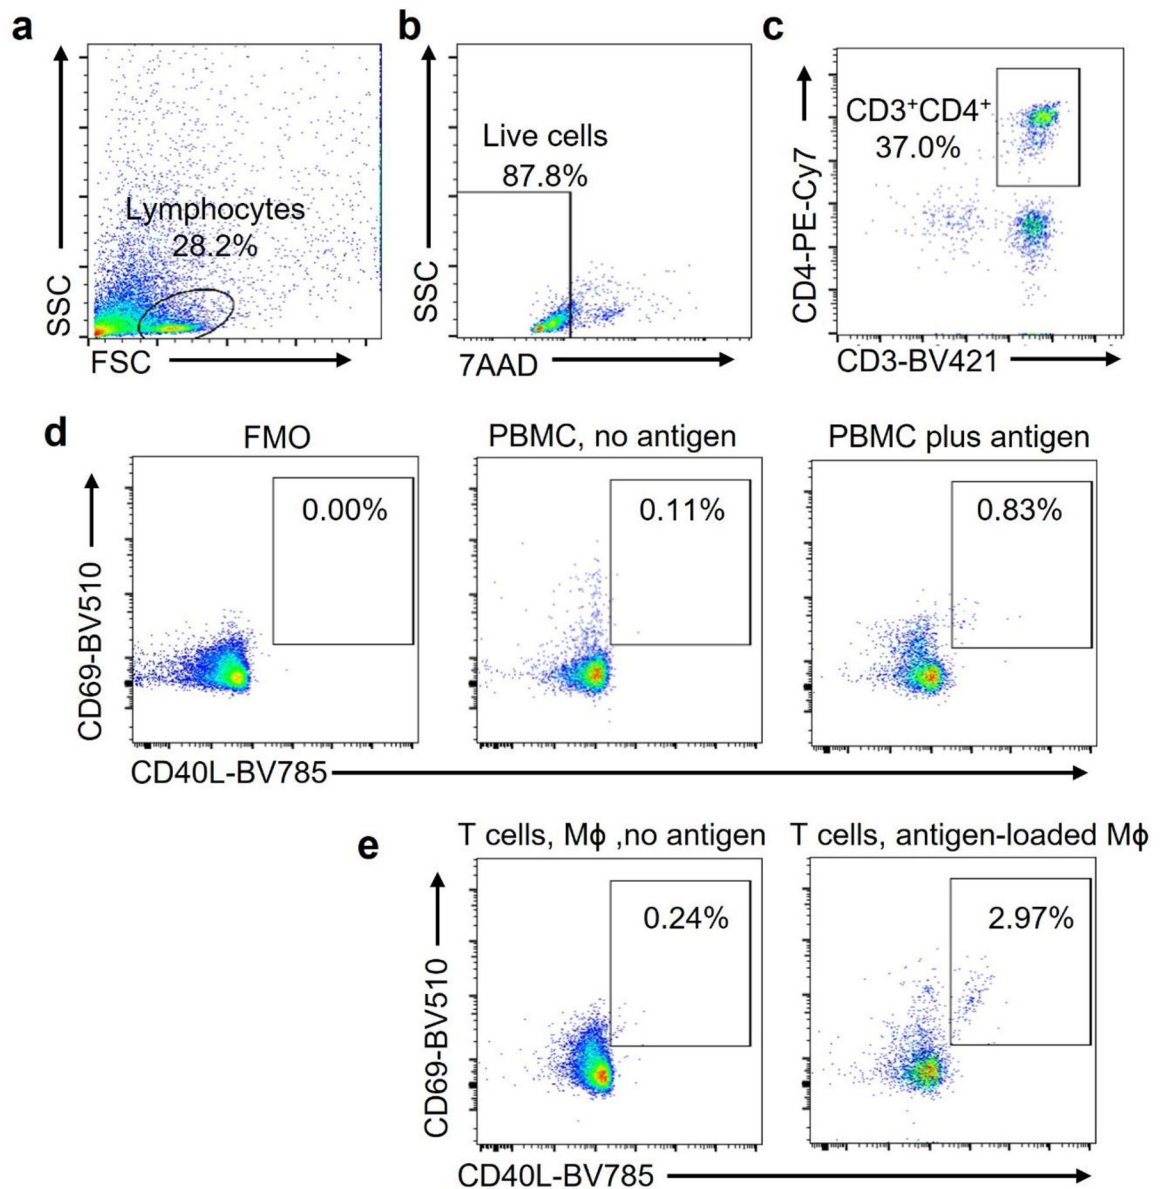 a
b
c
Lymphocytes
28.2%
SSC
FSC
Live cells
87.8%
SSC
7AAD
CD3⁺CD4⁺
37.0%
CD4-PE-Cy7
CD3-BV421
d
FMO
PBMC, no antigen
PBMC plus antigen
0.00%
0.11%
0.83%
CD69-BV510
CD40L-BV785
e
T cells, Mϕ ,no antigen
T cells, antigen-loaded Mϕ
0.24%
2.97%
CD69-BV510
CD40L-BV785